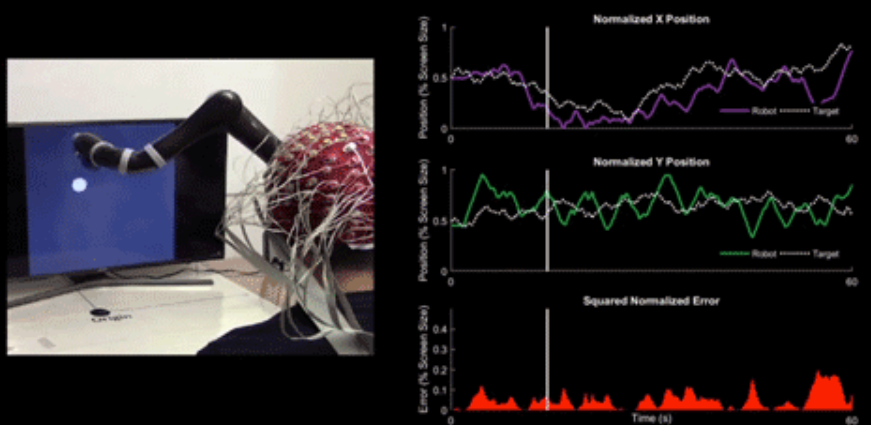 Origin
Normalized X Position
Position (% Screen Size)
1
0.5
0
Robot Target
0
60
Normalized Y Position
Position (% Screen Size)
1
0.5
0
Robot Target
0
60
Squared Normalized Error
Error (% Screen Size)
0.4
0.3
0.2
0.1
0
0
Time (s)
60